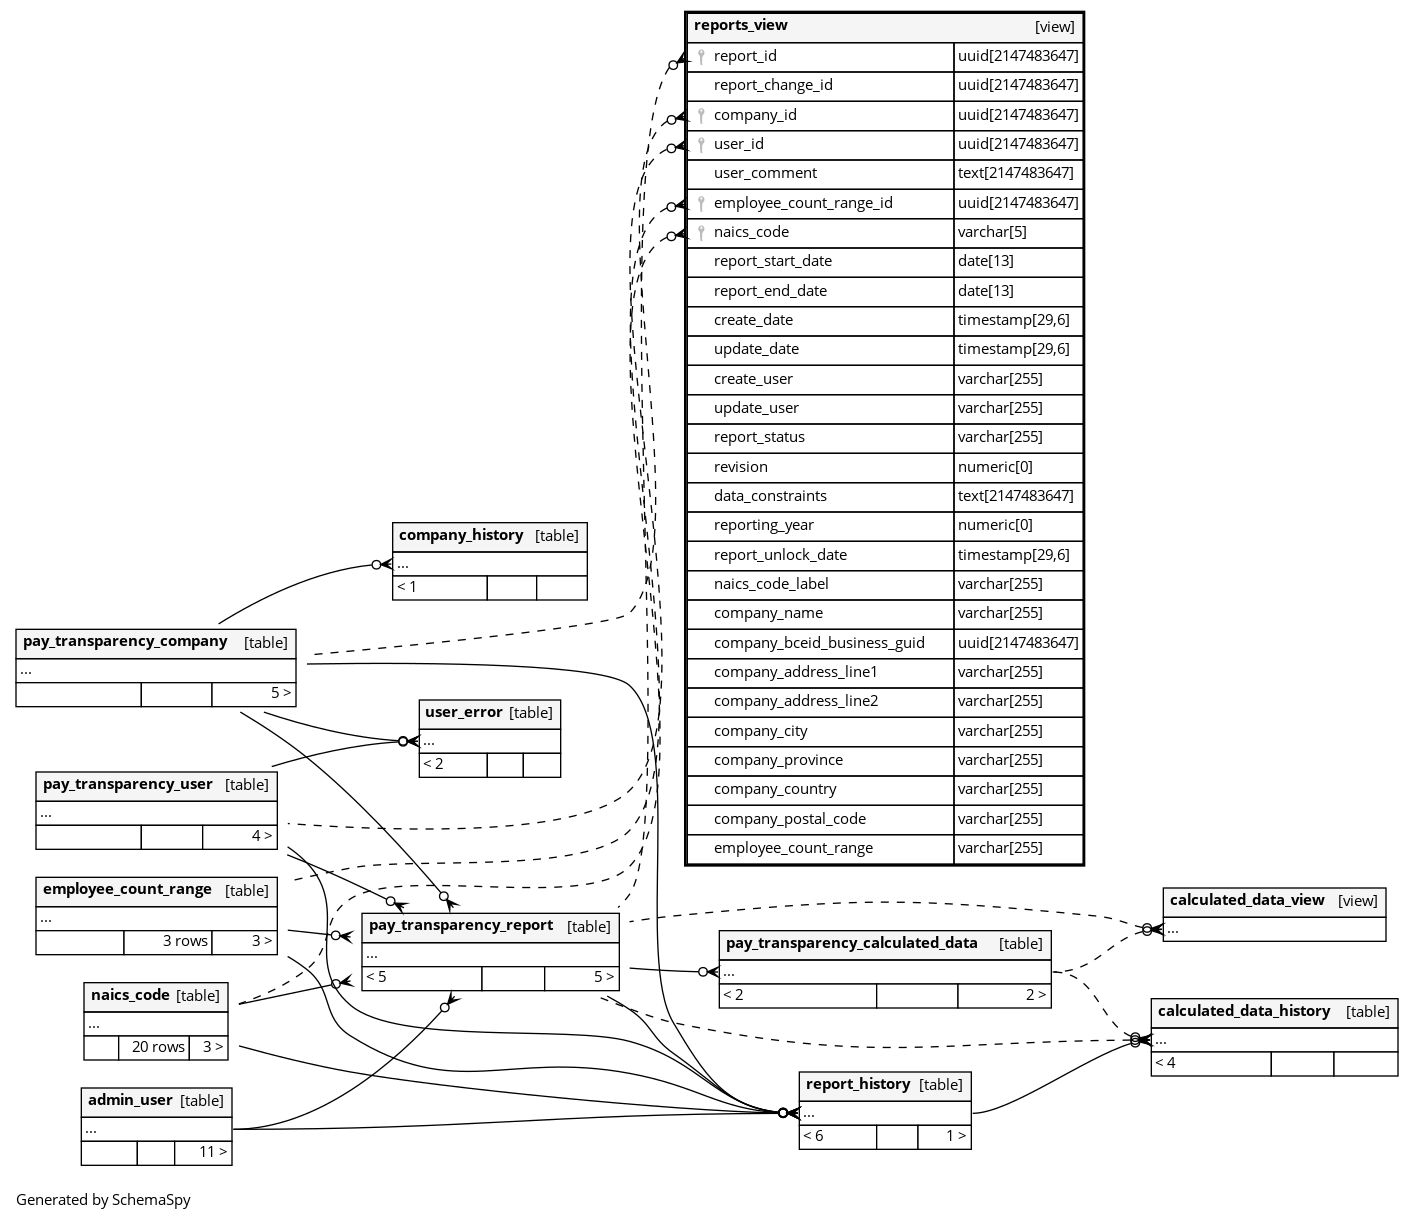 reports_view [view]
report_id uuid[2147483647]
report_change_id uuid[2147483647]
company_id uuid[2147483647]
user_id uuid[2147483647]
user_comment text[2147483647]
employee_count_range_id uuid[2147483647]
naics_code varchar[5]
report_start_date date[13]
report_end_date date[13]
create_date timestamp[29,6]
update_date timestamp[29,6]
create_user varchar[255]
update_user varchar[255]
report_status varchar[255]
revision numeric[0]
data_constraints text[2147483647]
reporting_year numeric[0]
report_unlock_date timestamp[29,6]
naics_code_label varchar[255]
company_name varchar[255]
company_bceid_business_guid uuid[2147483647]
company_address_line1 varchar[255]
company_address_line2 varchar[255]
company_city varchar[255]
company_province varchar[255]
company_country varchar[255]
company_postal_code varchar[255]
employee_count_range varchar[255]
company_history [table]
...
< 1
pay_transparency_company [table]
...
5 >
user_error [table]
...
< 2
pay_transparency_user [table]
...
4 >
employee_count_range [table]
...
3 rows 3 >
pay_transparency_report [table]
...
< 5 5 >
naics_code [table]
...
20 rows 3 >
admin_user [table]
...
11 >
pay_transparency_calculated_data [table]
...
< 2 2 >
calculated_data_view [view]
...
calculated_data_history [table]
...
< 4
report_history [table]
...
< 6 1 >
Generated by SchemaSpy